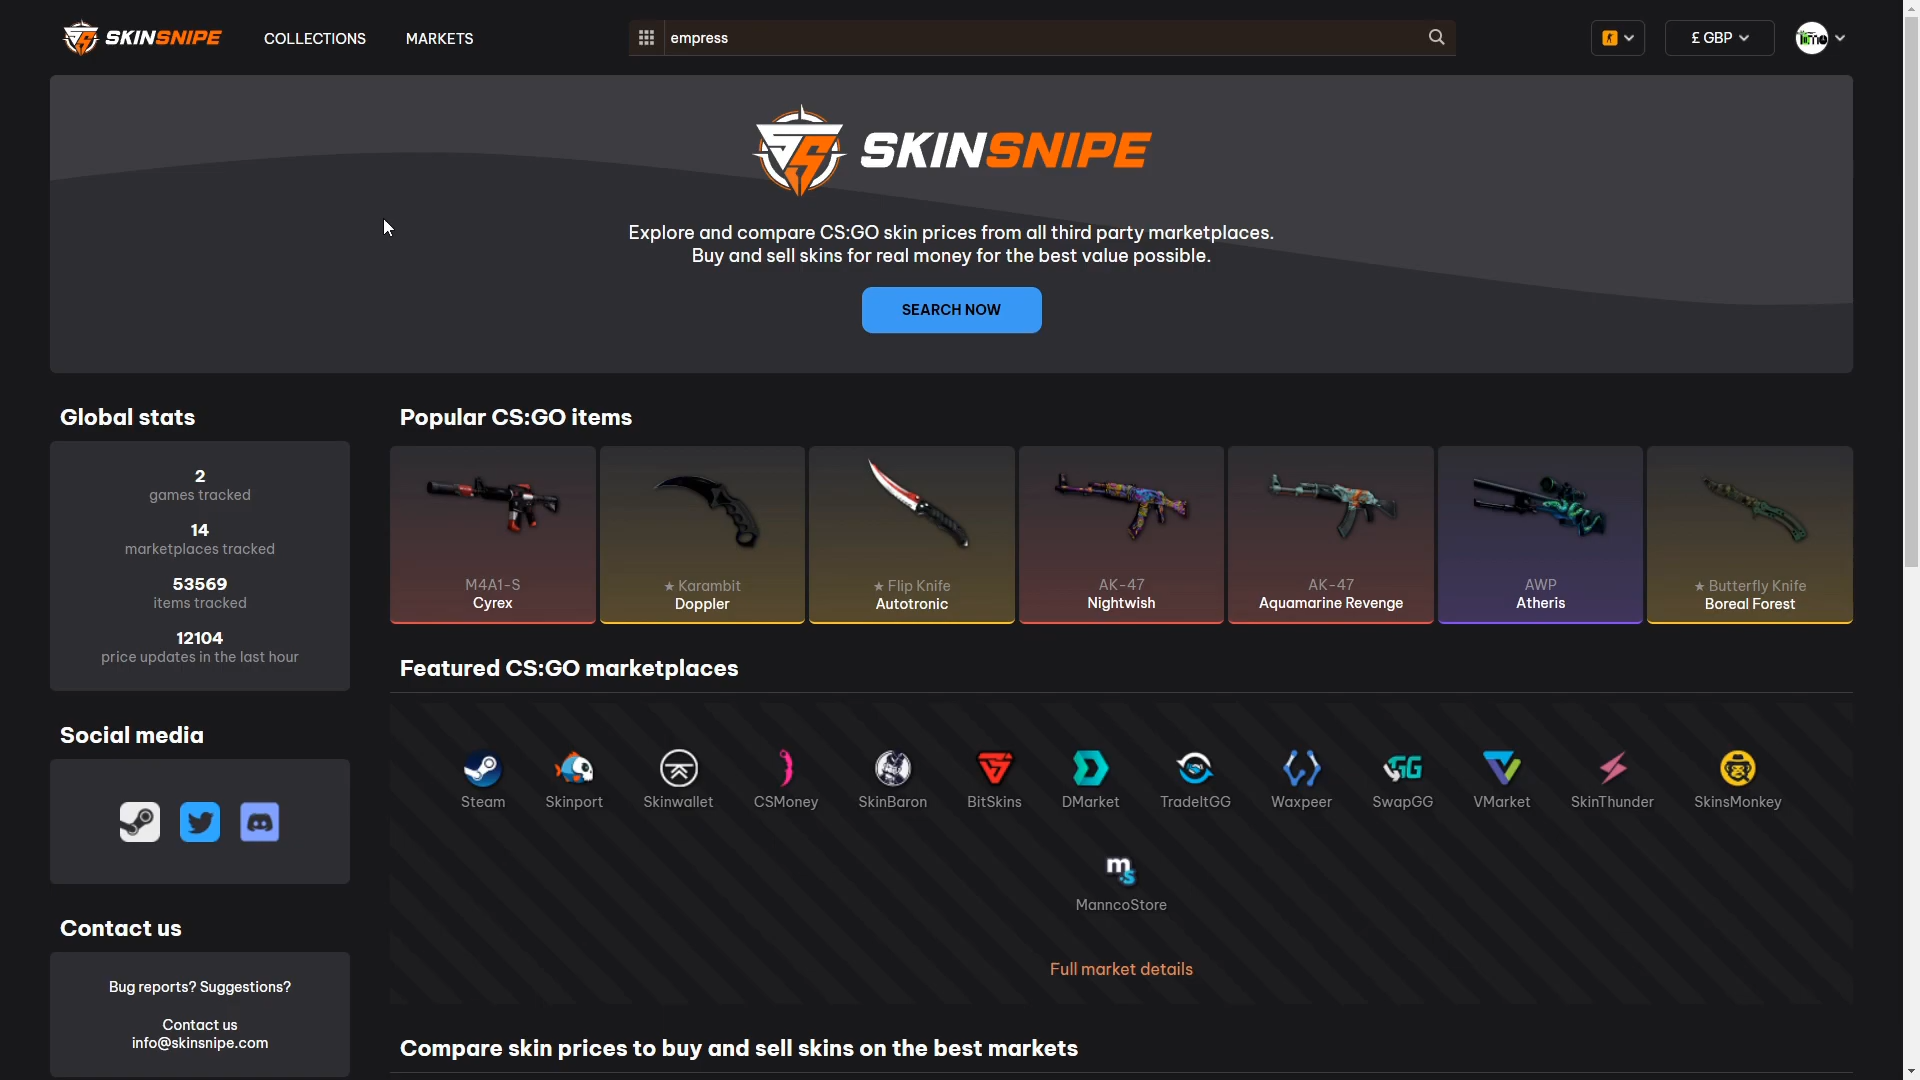 SKINSNIPE
COLLECTIONS
MARKETS
empress
£ GBP
SKINSNIPE
Explore and compare CS:GO skin prices from all third party marketplaces.
Buy and sell skins for real money for the best value possible.
SEARCH NOW
Global stats
2
games tracked
14
marketplaces tracked
53569
items tracked
12104
price updates in the last hour
Social media
Contact us
Bug reports? Suggestions?
Contact us
info@skinsnipe.com
Popular CS:GO items
M4A1-S
Cyrex
★ Karambit
Doppler
★ Flip Knife
Autotronic
AK-47
Nightwish
AK-47
Aquamarine Revenge
AWP
Atheris
★ Butterfly Knife
Boreal Forest
Featured CS:GO marketplaces
Steam
Skinport
Skinwallet
CSMoney
SkinBaron
BitSkins
DMarket
TradeItGG
Waxpeer
SwapGG
VMarket
SkinThunder
SkinsMonkey
ManncoStore
Full market details
Compare skin prices to buy and sell skins on the best markets